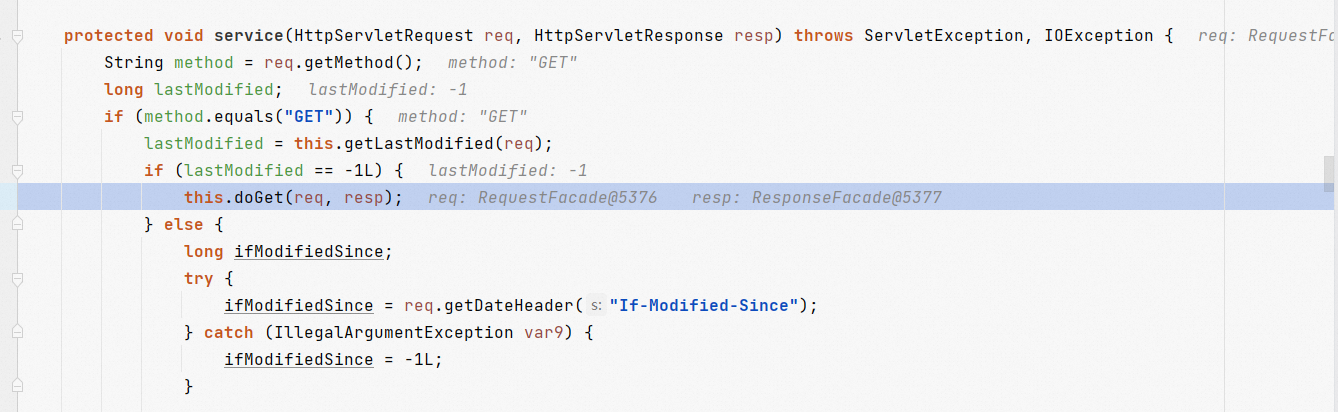 protected void service(HttpServletRequest req, HttpServletResponse resp) throws ServletException, IOException {   req: RequestFa
    String method = req.getMethod();   method: "GET"
    long lastModified;   lastModified: -1
    if (method.equals("GET")) {   method: "GET"
        lastModified = this.getLastModified(req);
        if (lastModified == -1L) {   lastModified: -1
            this.doGet(req, resp);   req: RequestFacade@5376   resp: ResponseFacade@5377
        } else {
            long ifModifiedSince;
            try {
                ifModifiedSince = req.getDateHeader( s: "If-Modified-Since");
            } catch (IllegalArgumentException var9) {
                ifModifiedSince = -1L;
            }